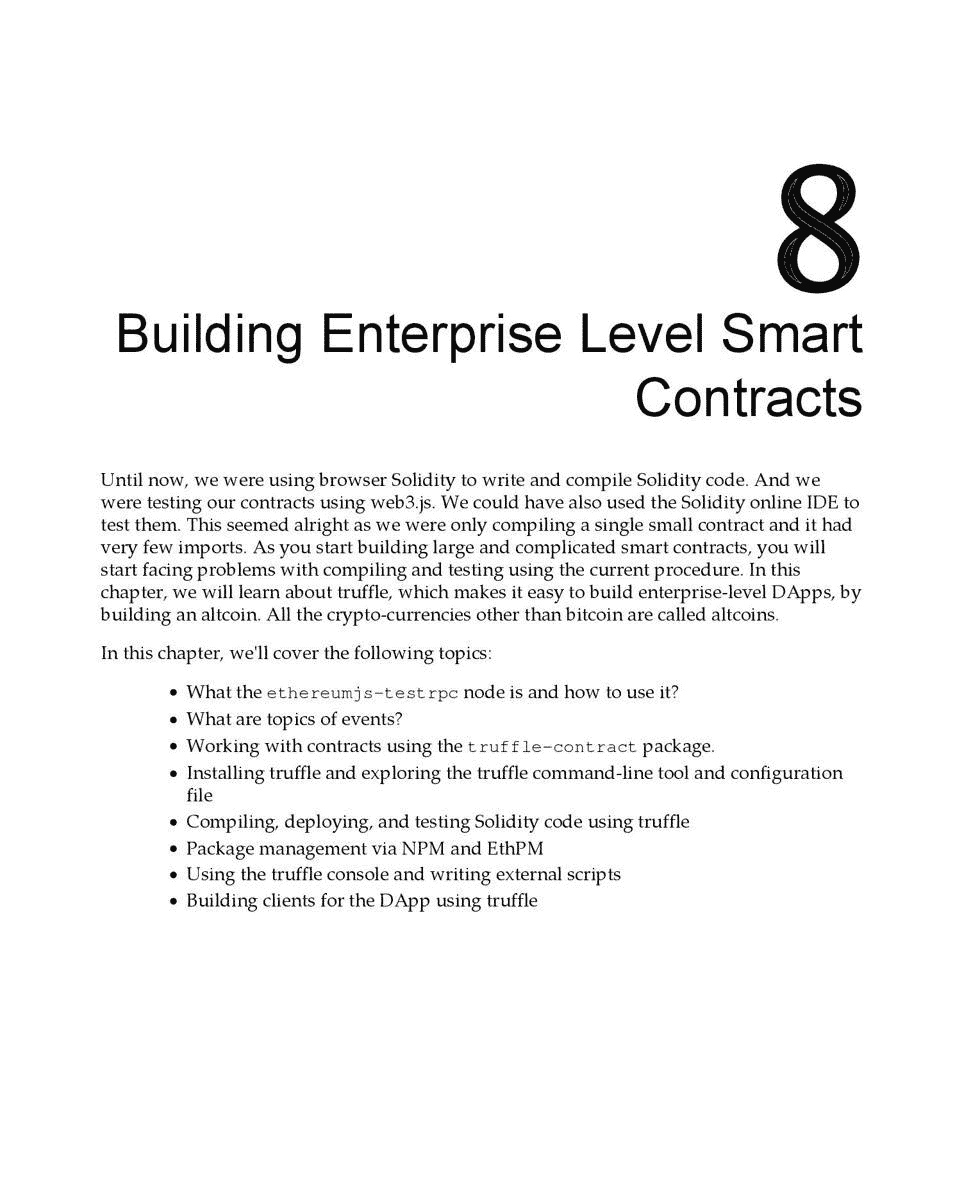 8
Building Enterprise Level Smart
Contracts
Until now, we were using browser Solidity to write and compile Solidity code. And we
were testing our contracts using web3.js. We could have also used the Solidity online IDE to
test them. This seemed alright as we were only compiling a single small contract and it had
very few imports. As you start building large and complicated smart contracts, you will
start facing problems with compiling and testing using the current procedure. In this
chapter, we will learn about truffle, which makes it easy to build enterprise-level DApps, by
building an altcoin. All the crypto-currencies other than bitcoin are called altcoins.
In this chapter, we'll cover the following topics:
• What the ethereumjs-testrpc node is and how to use it?
• What are topics of events?
• Working with contracts using the truffle-contract package.
• Installing truffle and exploring the truffle command-line tool and configuration
file
• Compiling, deploying, and testing Solidity code using truffle
• Package management via NPM and EthPM
• Using the truffle console and writing external scripts
• Building clients for the DApp using truffle